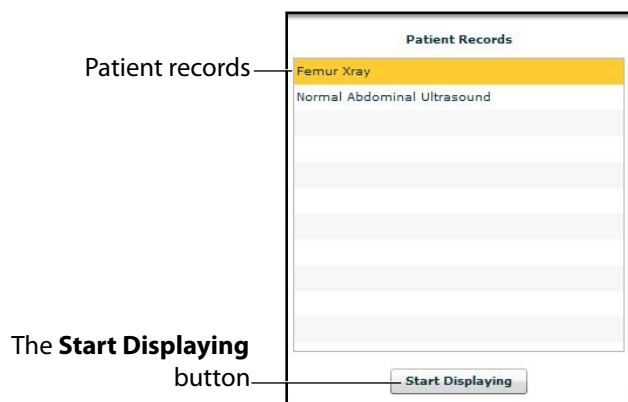 Patient Records
Patient records
Femur Xray
Normal Abdominal Ultrasound
The Start Displaying
button
Start Displaying